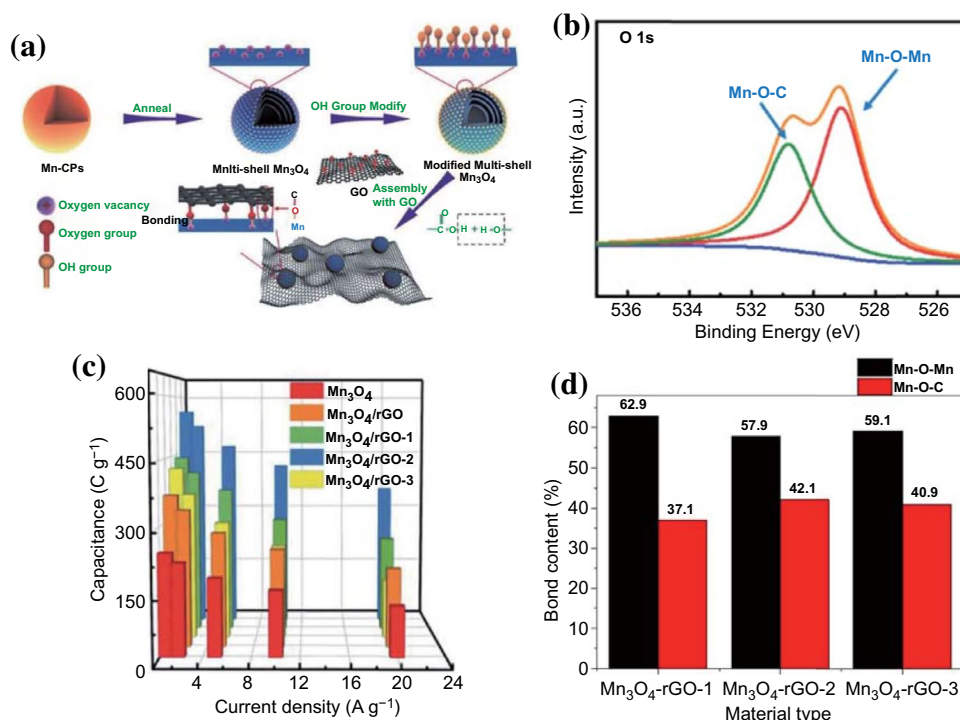 (a)
Anneal
OH Group Modify
Mn-CPs
Mnlti-shell Mn₃O₄
GO
Modified Multi-shell
Mn₃O₄
Assembly
with GO
Bonding
C
O
Mn
O
–C–O–H + H–O–
Oxygen vacancy
Oxygen group
OH group
(b)
O 1s
Mn-O-Mn
Mn-O-C
Intensity (a.u.)
536 534 532 530 528 526
Binding Energy (eV)
(c)
Mn₃O₄
Mn₃O₄/rGO
Mn₃O₄/rGO-1
Mn₃O₄/rGO-2
Mn₃O₄/rGO-3
Capacitance (C g⁻¹)
600
450
300
150
0
4 8 12 16 20 24
Current density (A g⁻¹)
(d)
Mn-O-Mn
Mn-O-C
Bond content (%)
60
50
40
30
20
10
0
62.9
37.1
57.9
42.1
59.1
40.9
Mn₃O₄-rGO-1 Mn₃O₄-rGO-2 Mn₃O₄-rGO-3
Material type